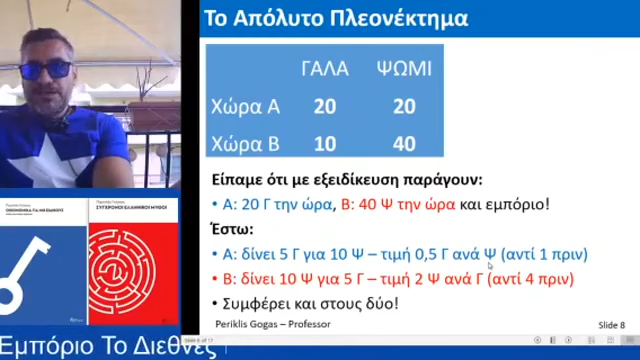 Το Απόλυτο Πλεονέκτημα
ΓΑΛΑ ΨΩΜΙ
Χώρα Α 20 20
Χώρα Β 10 40
Είπαμε ότι με εξειδίκευση παράγουν:
• Α: 20 Γ την ώρα, Β: 40 Ψ την ώρα και εμπόριο!
Έστω:
• Α: δίνει 5 Γ για 10 Ψ – τιμή 0,5 Γ ανά Ψ (αντί 1 πριν)
• Β: δίνει 10 Ψ για 5 Γ – τιμή 2 Ψ ανά Γ (αντί 4 πριν)
• Συμφέρει και στους δύο!
Periklis Gogas – Professor
Slide 8
ΣΥΓΧΡΟΝΟΙ ΕΛΛΗΝΙΚΟΙ ΜΥΘΟΙ
Εμπόριο Το Διεθνές